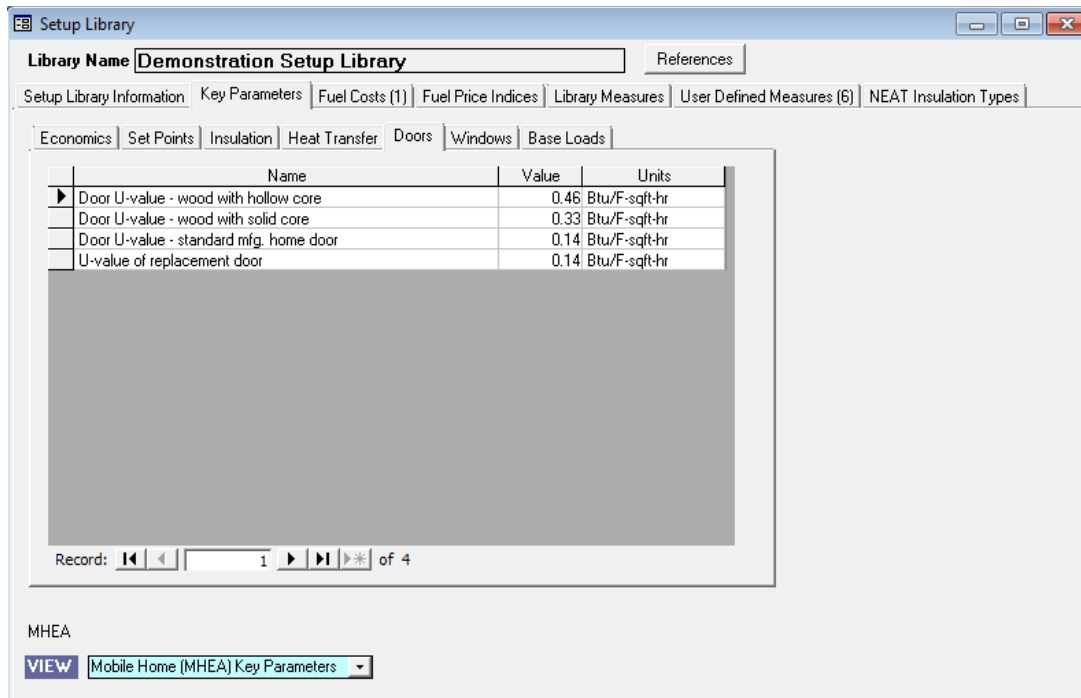 Setup Library
Library Name Demonstration Setup Library References
Setup Library Information Key Parameters Fuel Costs (1) Fuel Price Indices Library Measures User Defined Measures (6) NEAT Insulation Types
Economics Set Points Insulation Heat Transfer Doors Windows Base Loads
Name Value Units
Door U-value - wood with hollow core 0.46 Btu/F-sqft-hr
Door U-value - wood with solid core 0.33 Btu/F-sqft-hr
Door U-value - standard mfg. home door 0.14 Btu/F-sqft-hr
U-value of replacement door 0.14 Btu/F-sqft-hr
Record: 1 of 4
MHEA
VIEW Mobile Home (MHEA) Key Parameters